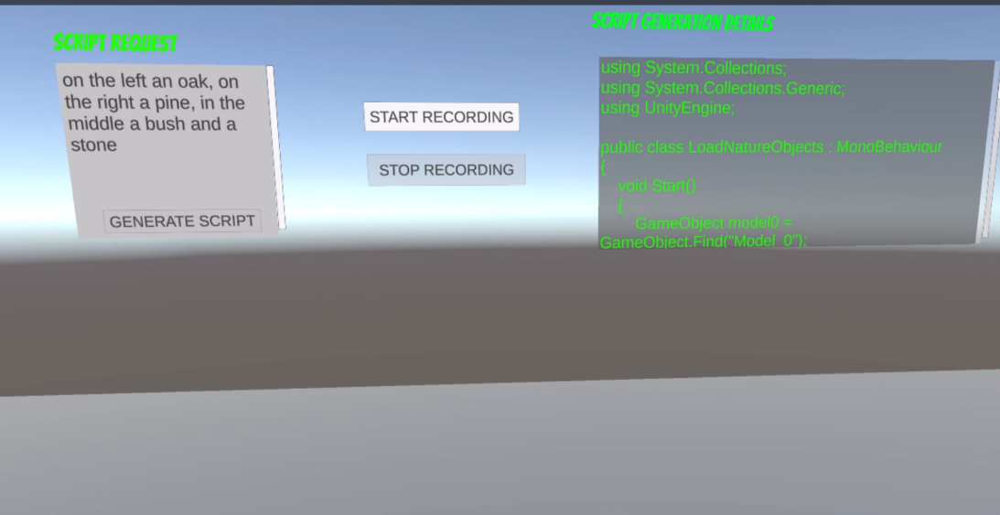 SCRIPT REQUEST
on the left an oak, on
the right a pine, in the
middle a bush and a
stone
GENERATE SCRIPT
START RECORDING
STOP RECORDING
SCRIPT GENERATION DETAILS
using System.Collections;
using System.Collections.Generic;
using UnityEngine;
public class LoadNatureObjects : MonoBehaviour
{
void Start()
{
GameObject model0 =
GameObject.Find("Model_0");